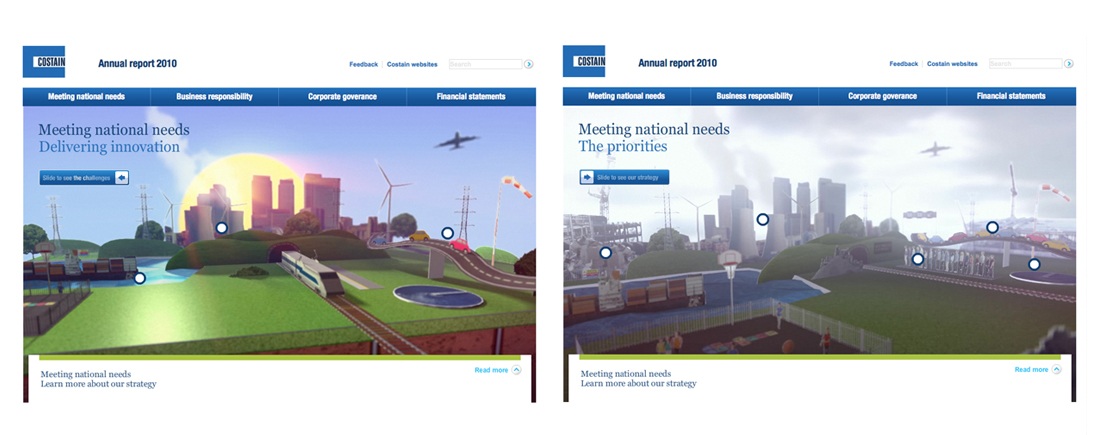 COSTAIN
Annual report 2010
Feedback
Costain websites
Search
Meeting national needs
Business responsibility
Corporate goverance
Financial statements
Meeting national needs
Delivering innovation
Slide to see the challenges
Meeting national needs
Learn more about our strategy
Read more
COSTAIN
Annual report 2010
Feedback
Costain websites
Search
Meeting national needs
Business responsibility
Corporate goverance
Financial statements
Meeting national needs
The priorities
Slide to see our strategy
Meeting national needs
Learn more about our strategy
Read more